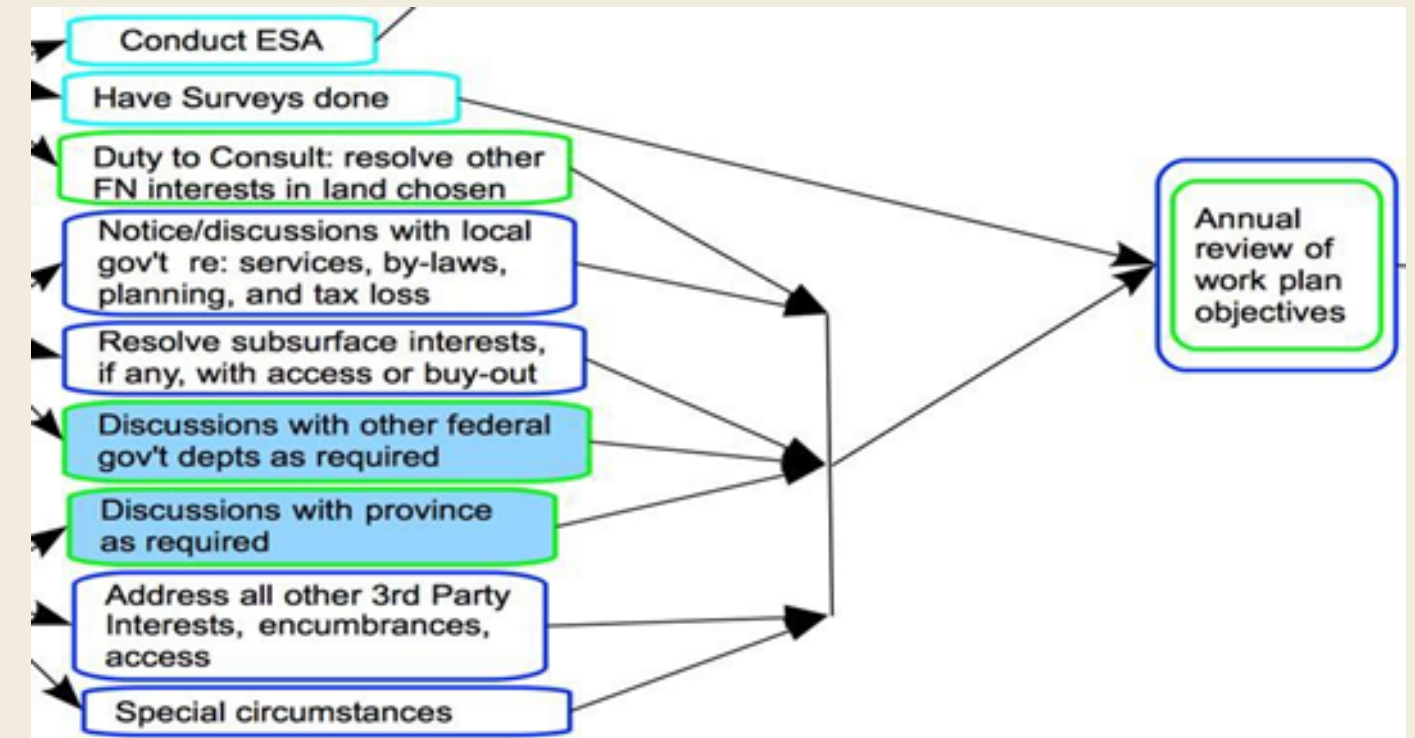 Conduct ESA
Have Surveys done
Duty to Consult: resolve other
FN interests in land chosen
Notice/discussions with local
gov't re: services, by-laws,
planning, and tax loss
Resolve subsurface interests,
if any, with access or buy-out
Discussions with other federal
gov't depts as required
Discussions with province
as required
Address all other 3rd Party
Interests, encumbrances,
access
Special circumstances
Annual
review of
work plan
objectives